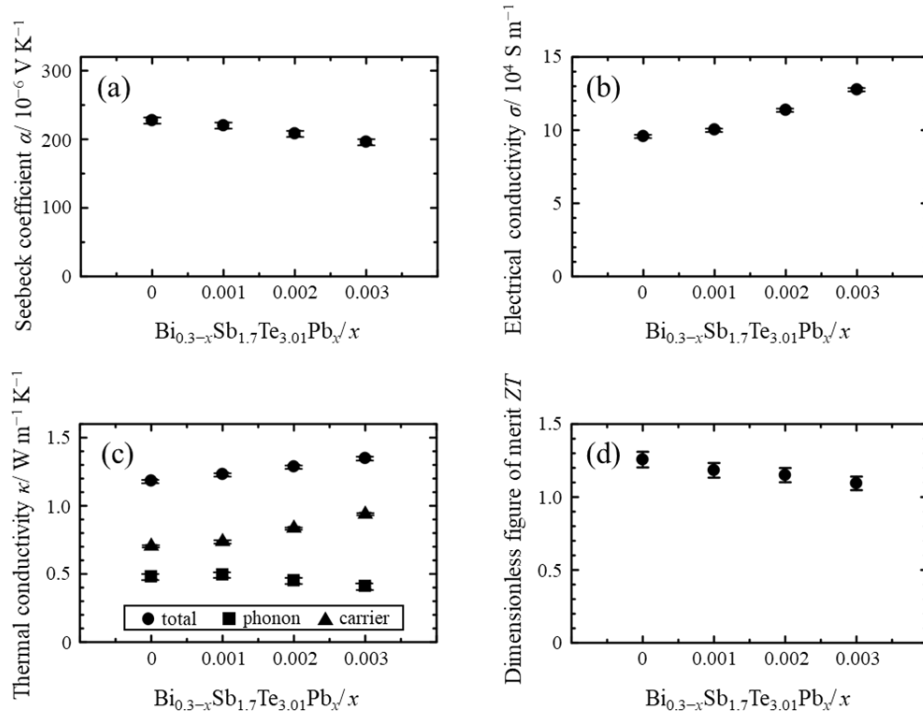 Seebeck coefficient α/ 10⁻⁶ V K⁻¹
(a)
300
200
100
0
0 0.001 0.002 0.003
Bi₀.₃₋ₓSb₁.₇Te₃.₀₁Pbₓ/ x
Electrical conductivity σ/ 10⁴ S m⁻¹
(b)
15
10
5
0
0 0.001 0.002 0.003
Bi₀.₃₋ₓSb₁.₇Te₃.₀₁Pbₓ/ x
Thermal conductivity κ/ W m⁻¹ K⁻¹
(c)
1.5
1.0
0.5
0
total phonon carrier
0 0.001 0.002 0.003
Bi₀.₃₋ₓSb₁.₇Te₃.₀₁Pbₓ/ x
Dimensionless figure of merit ZT
(d)
1.5
1.0
0.5
0
0 0.001 0.002 0.003
Bi₀.₃₋ₓSb₁.₇Te₃.₀₁Pbₓ/ x